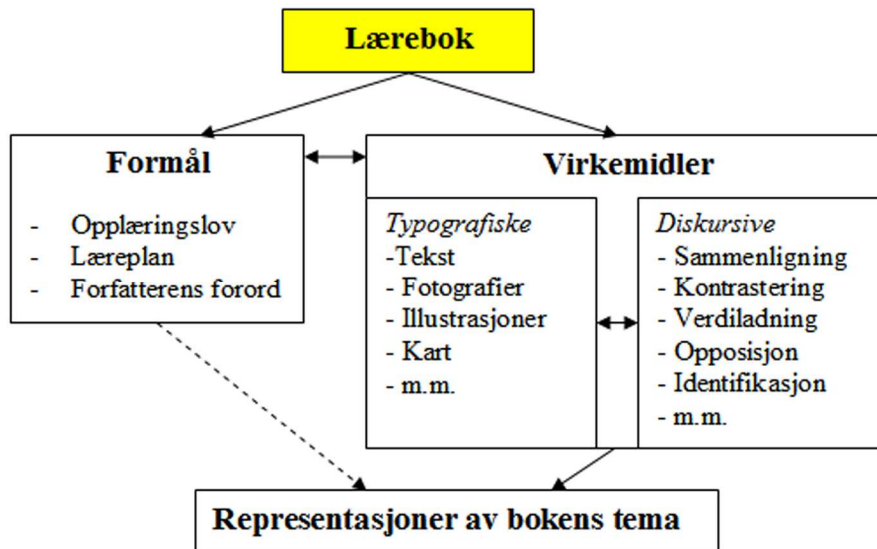 Lærebok
Formål
- Opplæringslov
- Læreplan
- Forfatterens forord
Virkemidler
Typografiske
-Tekst
- Fotografier
- Illustrasjoner
- Kart
- m.m.
Diskursive
- Sammenligning
- Kontrastering
- Verdiladning
- Opposisjon
- Identifikasjon
- m.m.
Representasjoner av bokens tema